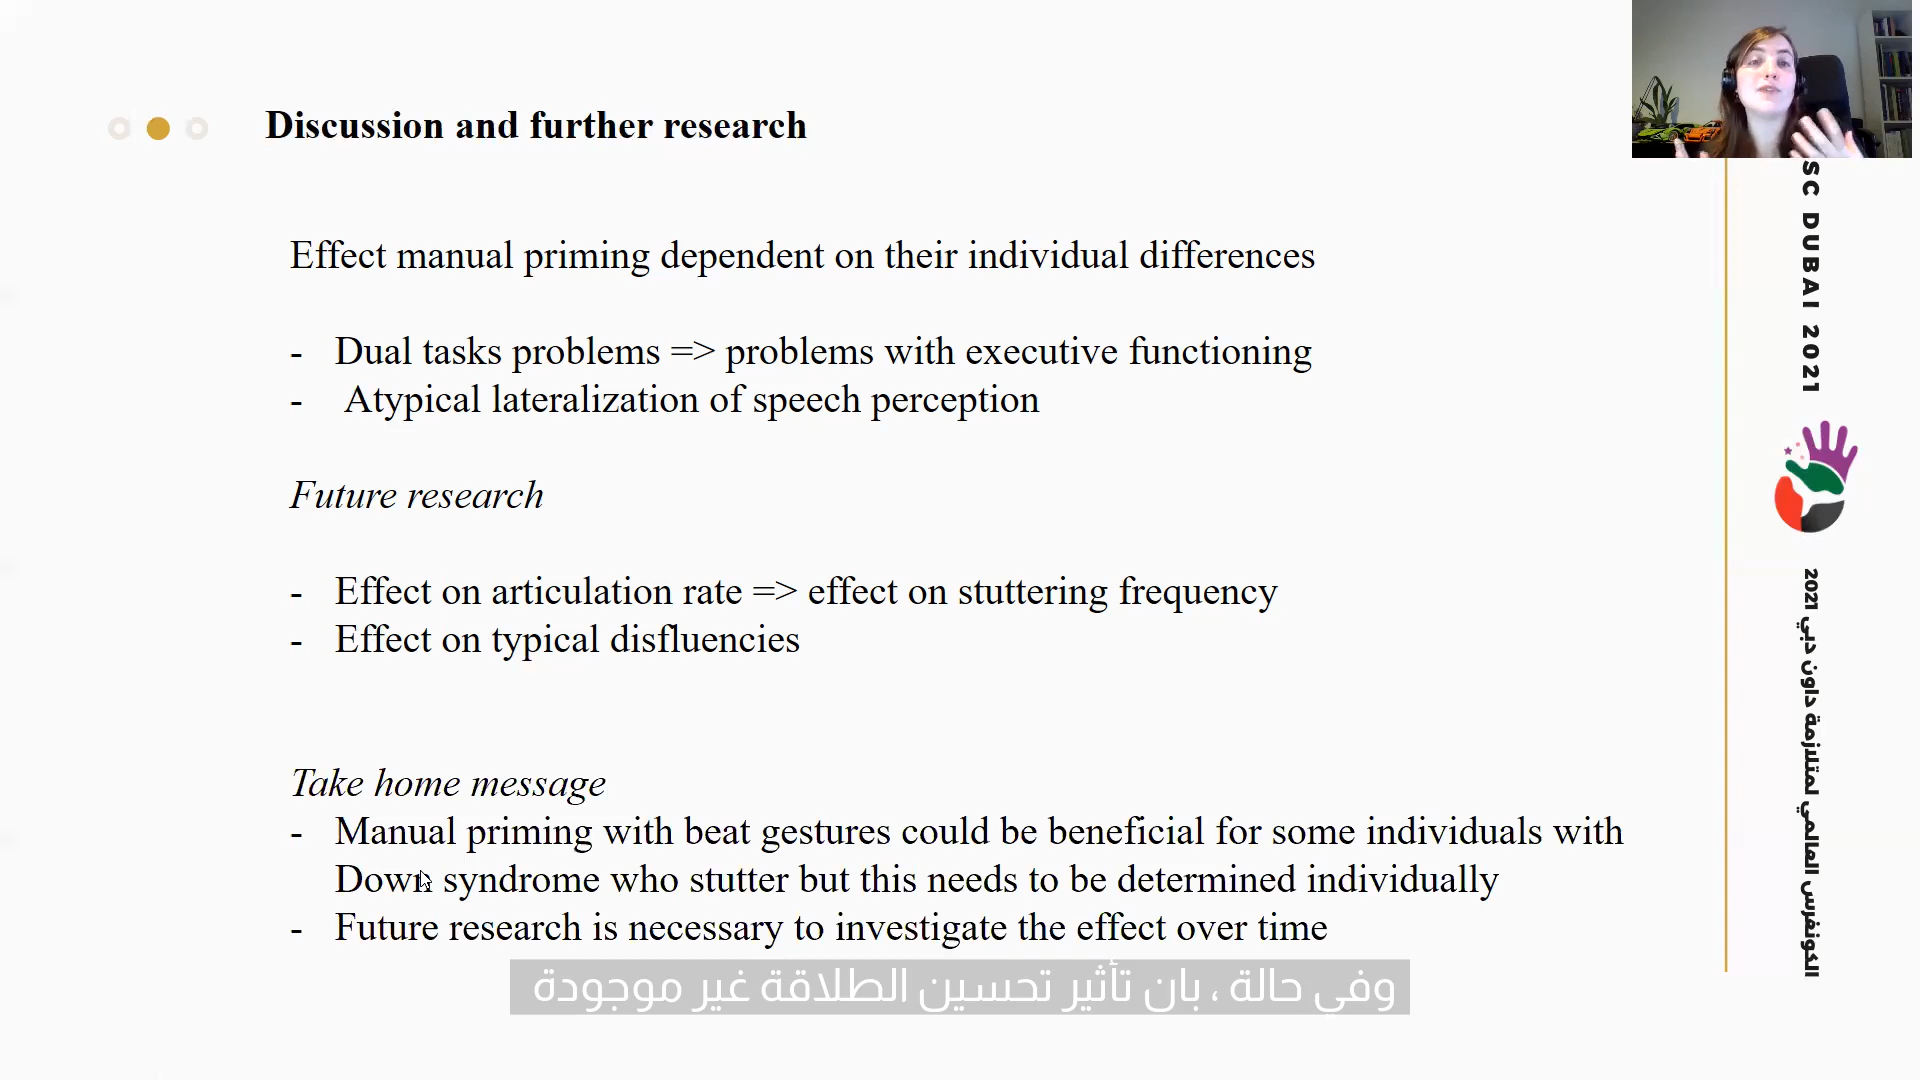 Discussion and further research
Effect manual priming dependent on their individual differences
- Dual tasks problems => problems with executive functioning
- Atypical lateralization of speech perception
Future research
- Effect on articulation rate => effect on stuttering frequency
- Effect on typical disfluencies
Take home message
- Manual priming with beat gestures could be beneficial for some individuals with
Down syndrome who stutter but this needs to be determined individually
- Future research is necessary to investigate the effect over time
وفي حالة ، بان تأثير تحسين الطلاقة غير موجودة
SC DUBAI 2021
الكونفرس العالمي لمتلازمة داون دبي 2021